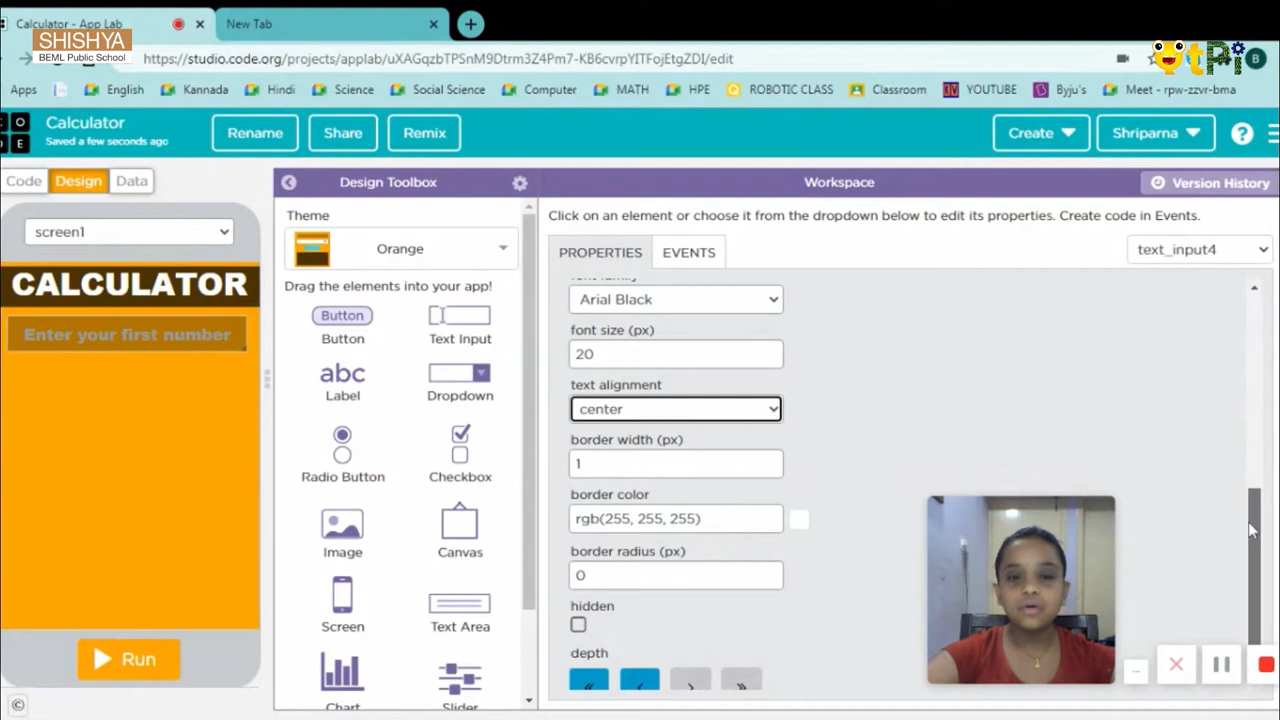 Calculator - App Lab
New Tab
SHISHYA
BEML Public School
https://studio.code.org/projects/applab/uXAGqzbTPSnM9Dtrm3Z4Pm7-KB6cvrpYITFojEtgZDI/edit
UtPi
B
Apps
English
Kannada
Hindi
Science
Social Science
Computer
MATH
HPE
ROBOTIC CLASS
Classroom
YOUTUBE
Byju's
Meet - rpw-zzvr-bma
C O
D E
Calculator
Saved a few seconds ago
Rename
Share
Remix
Create
Shriparna
?
Code
Design
Data
Design Toolbox
Workspace
Version History
screen1
CALCULATOR
Enter your first number
Run
©
Theme
Orange
Drag the elements into your app!
Button
Button
Text Input
abc
Label
Dropdown
Radio Button
Checkbox
Image
Canvas
Screen
Text Area
Chart
Slider
Click on an element or choose it from the dropdown below to edit its properties. Create code in Events.
PROPERTIES
EVENTS
text_input4
font family
Arial Black
font size (px)
20
text alignment
center
border width (px)
1
border color
rgb(255, 255, 255)
border radius (px)
0
hidden
depth